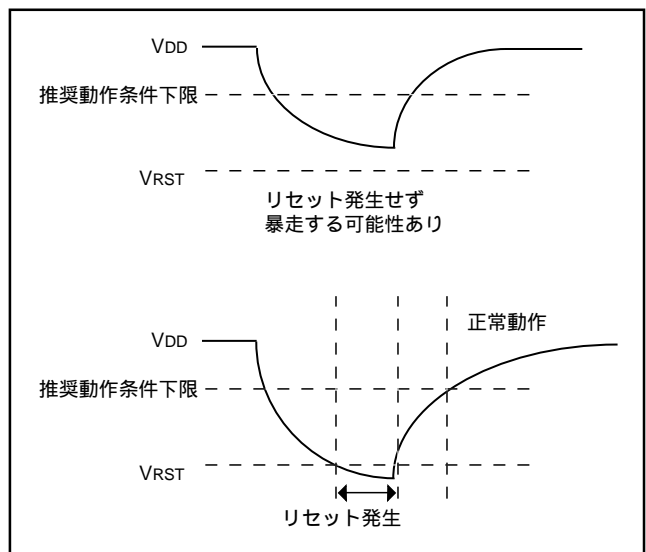 VDD
推奨動作条件下限
VRST
リセット発生せず
暴走する可能性あり
正常動作
VDD
推奨動作条件下限
VRST
リセット発生